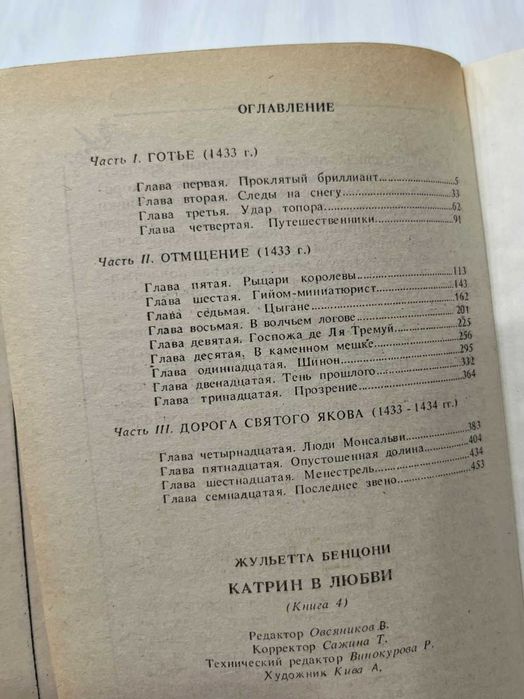 ОГЛАВЛЕНИЕ
Часть I. ГОТЬЕ (1433 г.)
Глава первая. Проклятый бриллиант.....5
Глава вторая. Следы на снегу.....33
Глава третья. Удар топора.....62
Глава четвертая. Путешественники.....91
Часть II. ОТМЩЕНИЕ (1433 г.)
Глава пятая. Рыцари королевы.....113
Глава шестая. Гийом-миниатюрист.....143
Глава седьмая. Цыгане.....162
Глава восьмая. В волчьем логове.....201
Глава девятая. Госпожа де Ля Тремуй.....225
Глава десятая. В каменном мешке.....256
Глава одиннадцатая. Шинон.....295
Глава двенадцатая. Тень прошлого.....332
Глава тринадцатая. Прозрение.....364
Часть III. ДОРОГА СВЯТОГО ЯКОВА (1433 - 1434 гг.)
Глава четырнадцатая. Люди Монсальви.....383
Глава пятнадцатая. Опустошенная долина.....404
Глава шестнадцатая. Менестрель.....434
Глава семнадцатая. Последнее звено.....453
ЖУЛЬЕТТА БЕНЦОНИ
КАТРИН В ЛЮБВИ
(Книга 4)
Редактор Овсяников В.
Корректор Сажина Т.
Технический редактор Винокурова Р.
Художник Кива А.